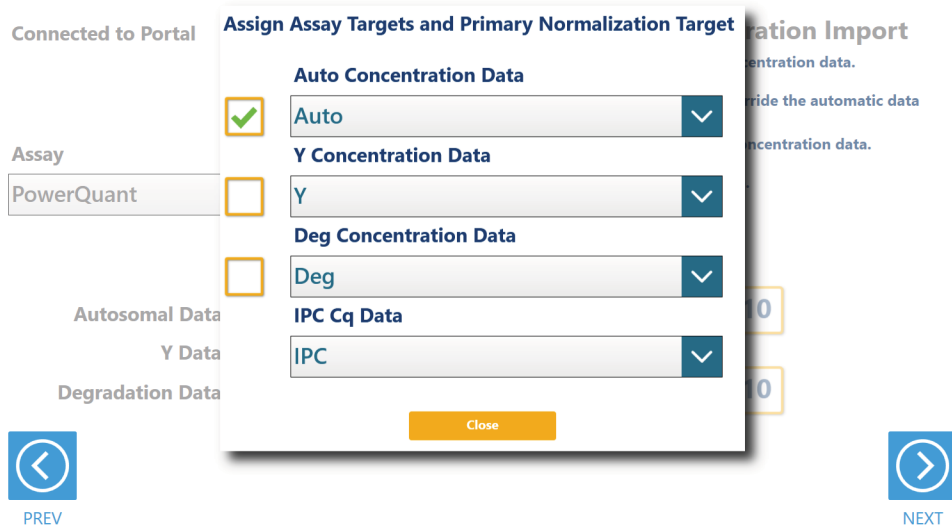 Connected to Portal
Assign Assay Targets and Primary Normalization Target
ration Import
entration data.
Auto Concentration Data
rride the automatic data
Auto
ncentration data.
Assay
Y Concentration Data
PowerQuant
Y
Deg Concentration Data
Deg
Autosomal Data
IPC Cq Data
10
Y Data
IPC
Degradation Data
10
Close
PREV
NEXT